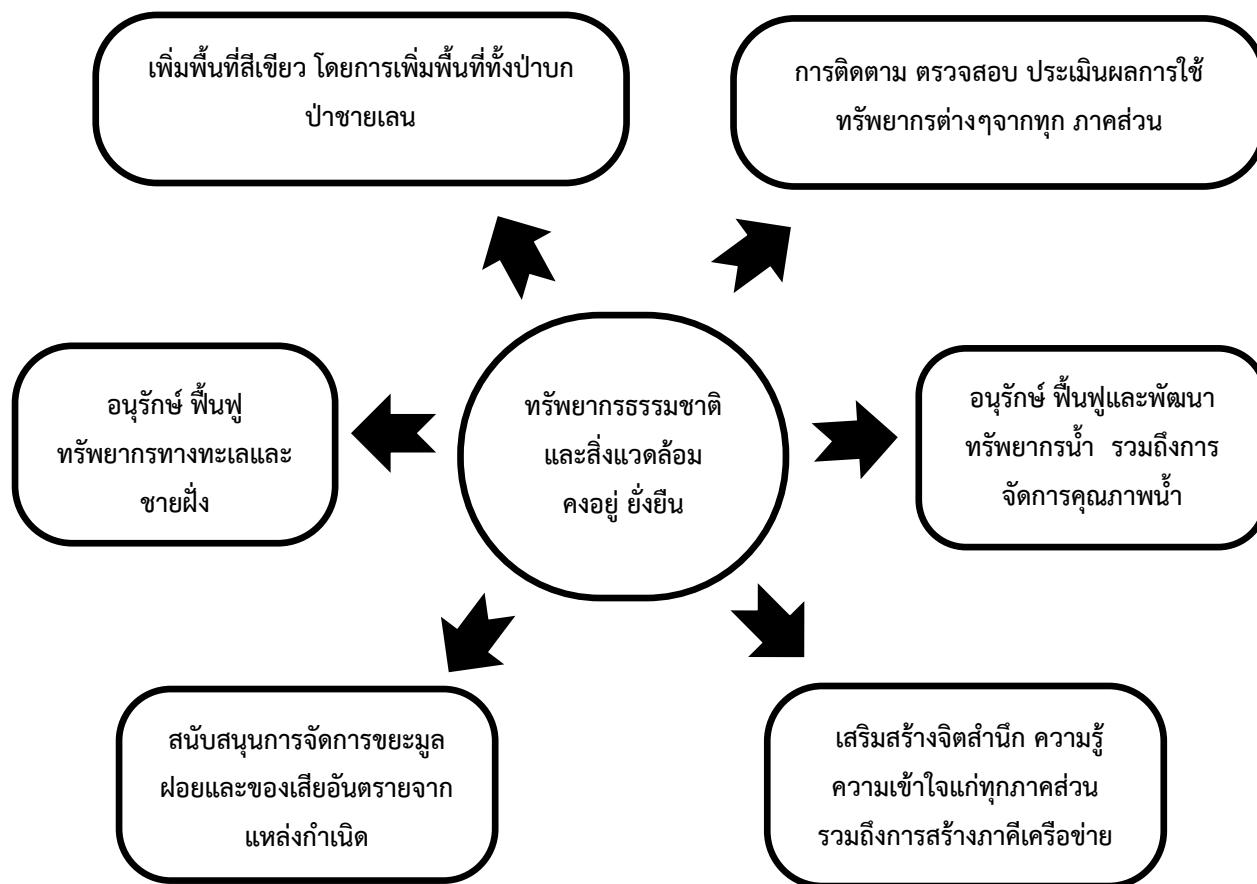 เพิ่มพื้นที่สีเขียว โดยการเพิ่มพื้นที่ทั้งป่าบก
ป่าชายเลน
การติดตาม ตรวจสอบ ประเมินผลการใช้
ทรัพยากรต่างๆจากทุก ภาคส่วน
อนุรักษ์ ฟื้นฟู
ทรัพยากรทางทะเลและ
ชายฝั่ง
ทรัพยากรธรรมชาติ
และสิ่งแวดล้อม
คงอยู่ ยั่งยืน
อนุรักษ์ ฟื้นฟูและพัฒนา
ทรัพยากรน้ำ รวมถึงการ
จัดการคุณภาพน้ำ
สนับสนุนการจัดการขยะมูล
ฝอยและของเสียอันตรายจาก
แหล่งกำเนิด
เสริมสร้างจิตสำนึก ความรู้
ความเข้าใจแก่ทุกภาคส่วน
รวมถึงการสร้างภาคีเครือข่าย